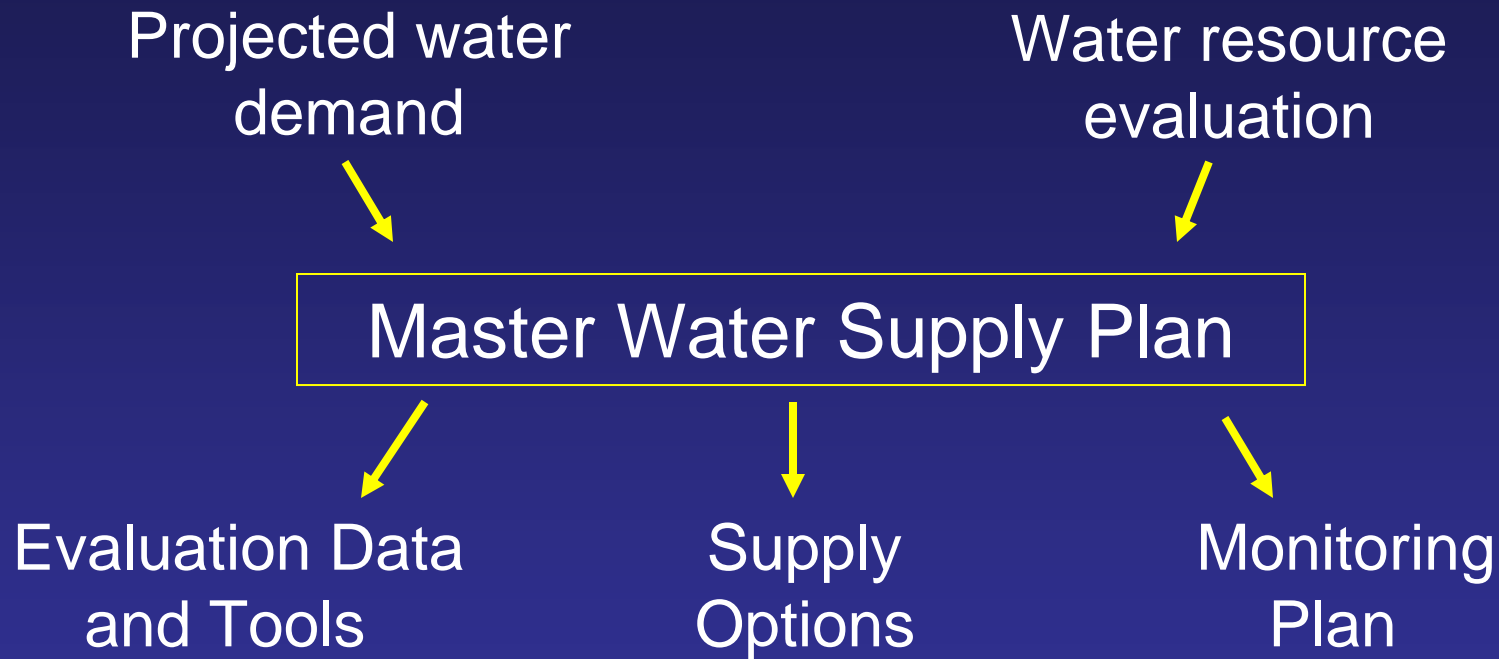 Projected water
demand
Water resource
evaluation
Master Water Supply Plan
Evaluation Data
and Tools
Supply
Options
Monitoring
Plan